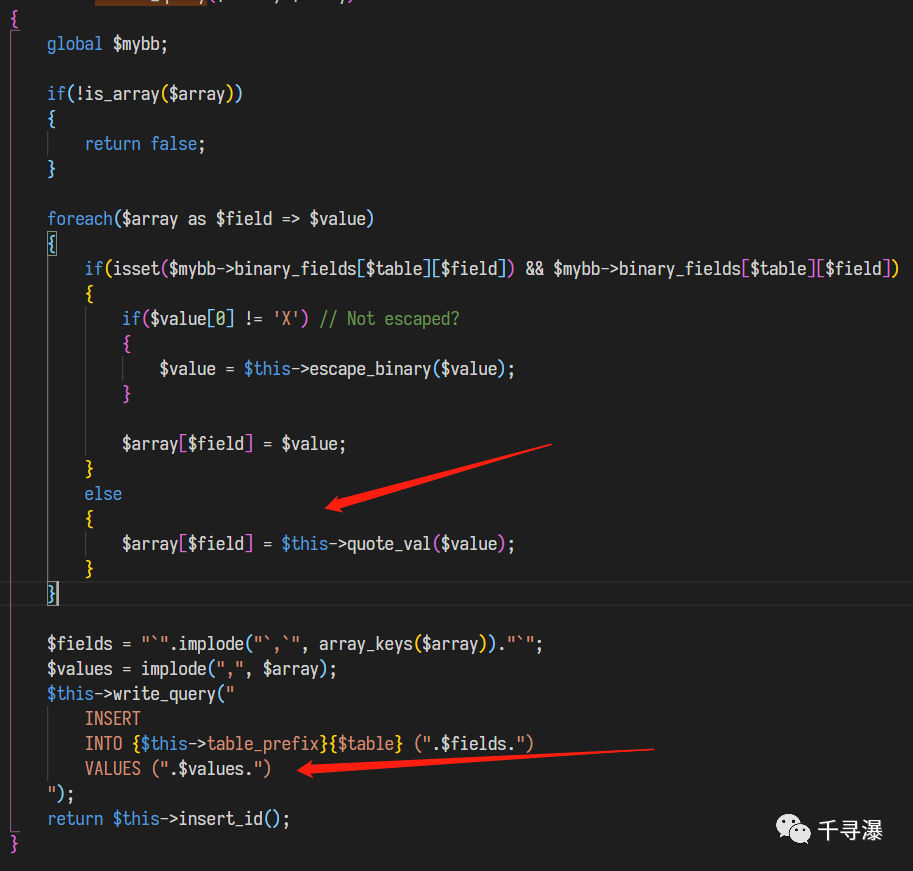 {
global $mybb;
if(!is_array($array))
{
return false;
}
foreach($array as $field => $value)
{
if(isset($mybb->binary_fields[$table][$field]) && $mybb->binary_fields[$table][$field])
{
if($value[0] != 'X') // Not escaped?
{
$value = $this->escape_binary($value);
}
$array[$field] = $value;
}
else
{
$array[$field] = $this->quote_val($value);
}
}
$fields = "`".implode("`,`", array_keys($array))."`";
$values = implode(",", $array);
$this->write_query("
INSERT
INTO {$this->table_prefix}{$table} (".$fields.")
VALUES (".$values.")
");
return $this->insert_id();
}
千寻瀑